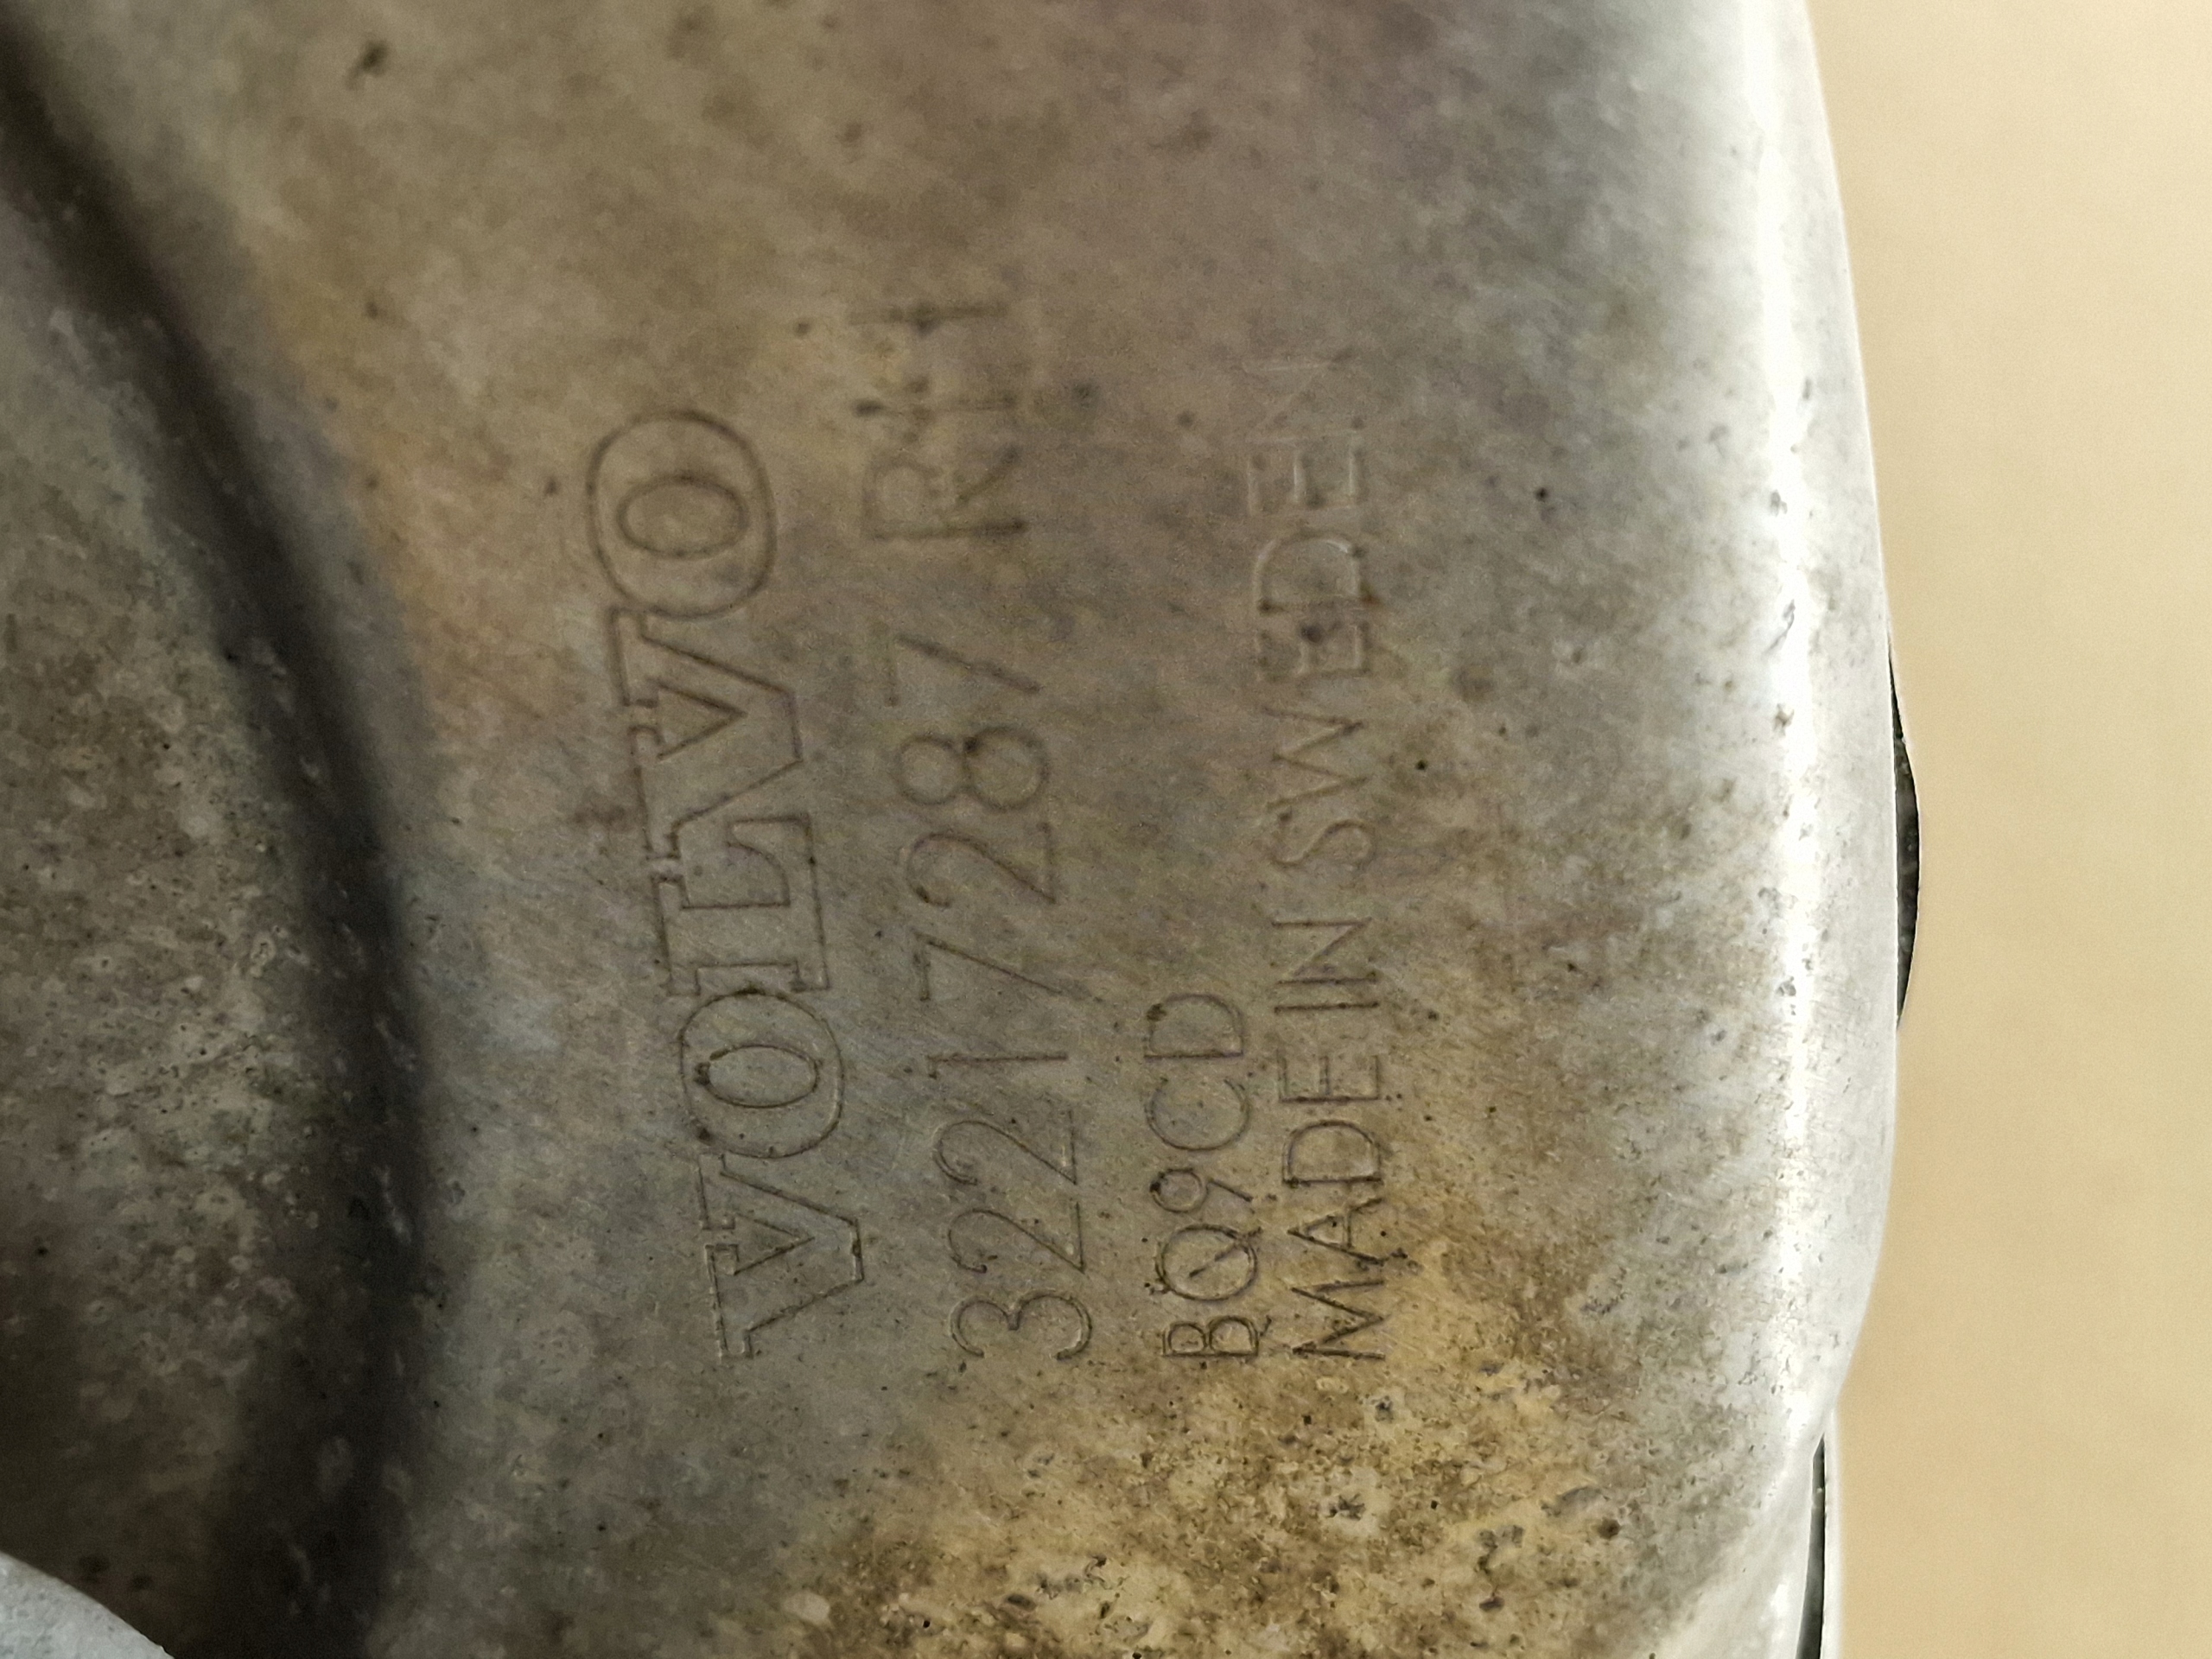 VOLVO
32217287 RH
BQ9CD
MADE IN SWEDEN